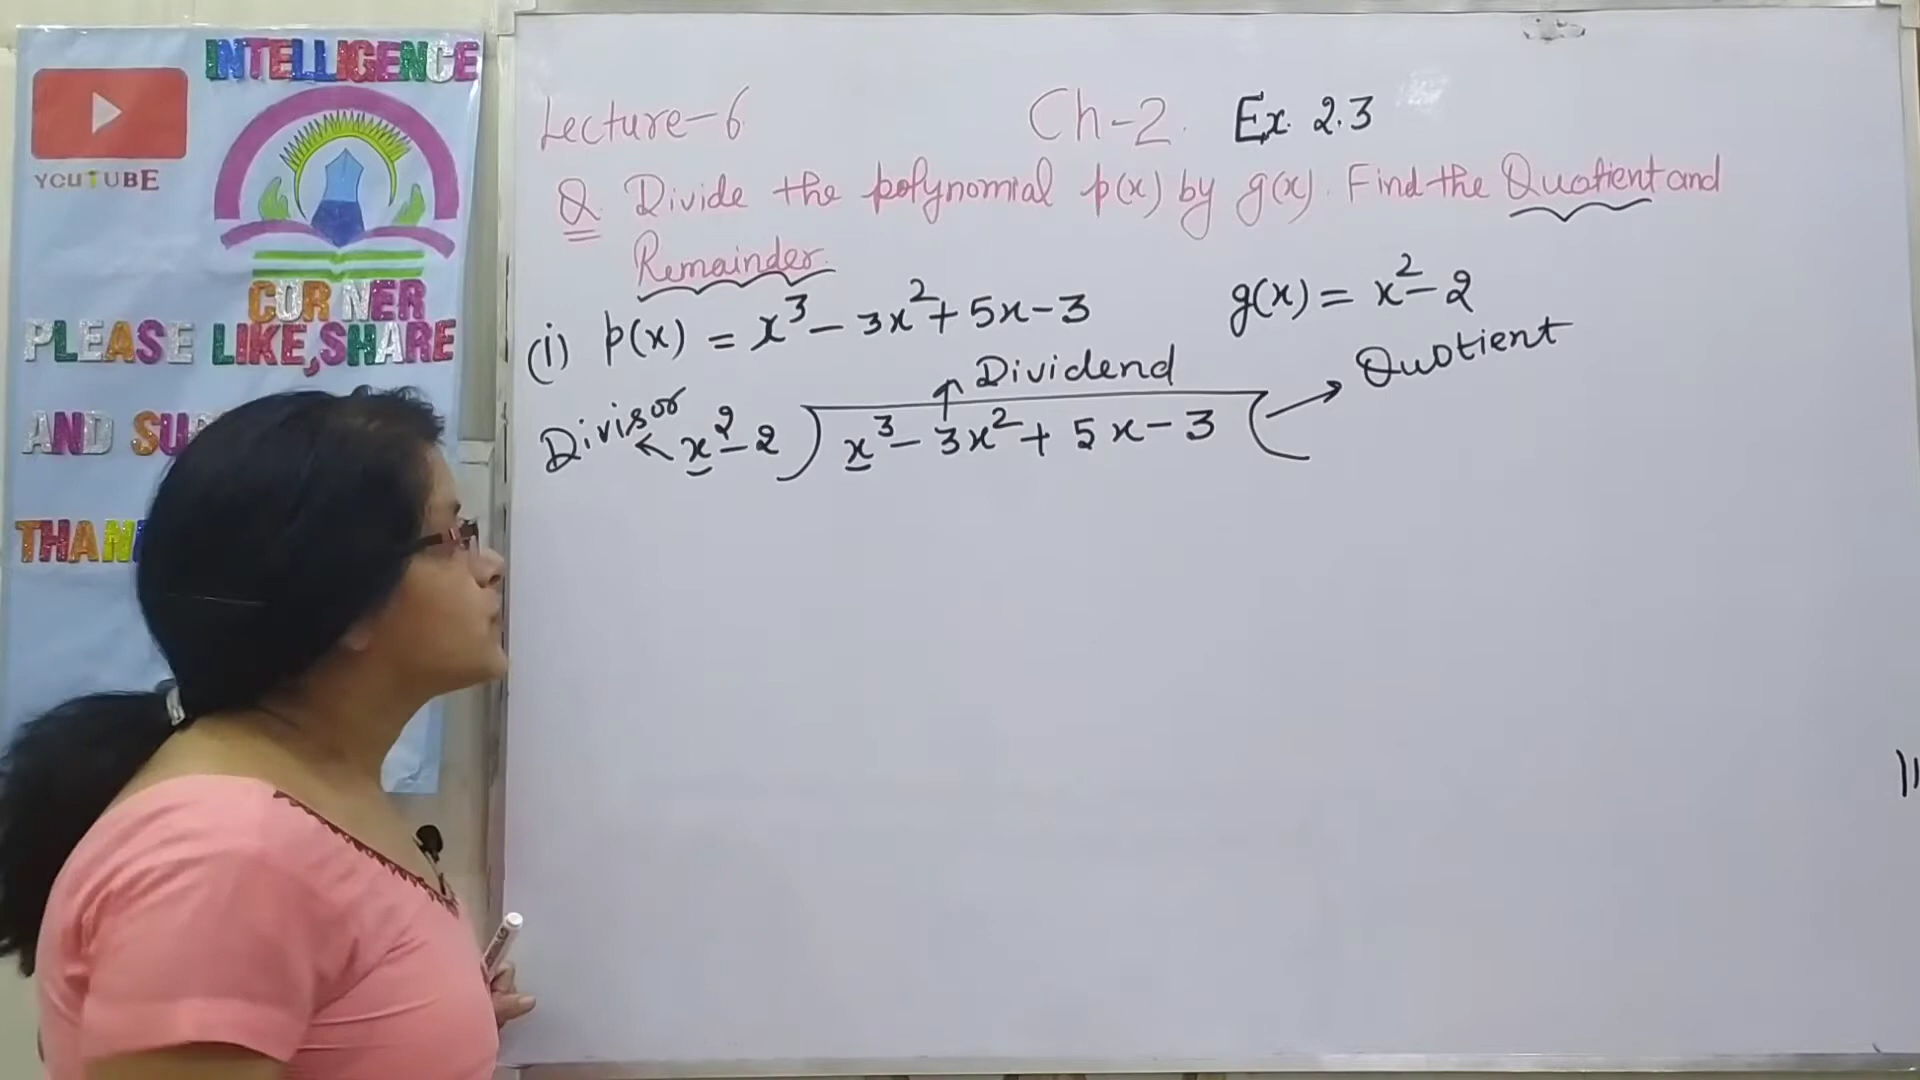 INTELLIGENCE
YOUTUBE
CORNER
PLEASE LIKE,SHARE
AND
Lecture-6
Ch-2. Ex. 2.3
Q. Divide the polynomial p(x) by g(x). Find the Quotient and
Remainder.
(i) p(x) = x³ - 3x² + 5x - 3 g(x) = x² - 2
Dividend
Quotient
Divisor
x² - 2 ) x³ - 3x² + 5x - 3 (